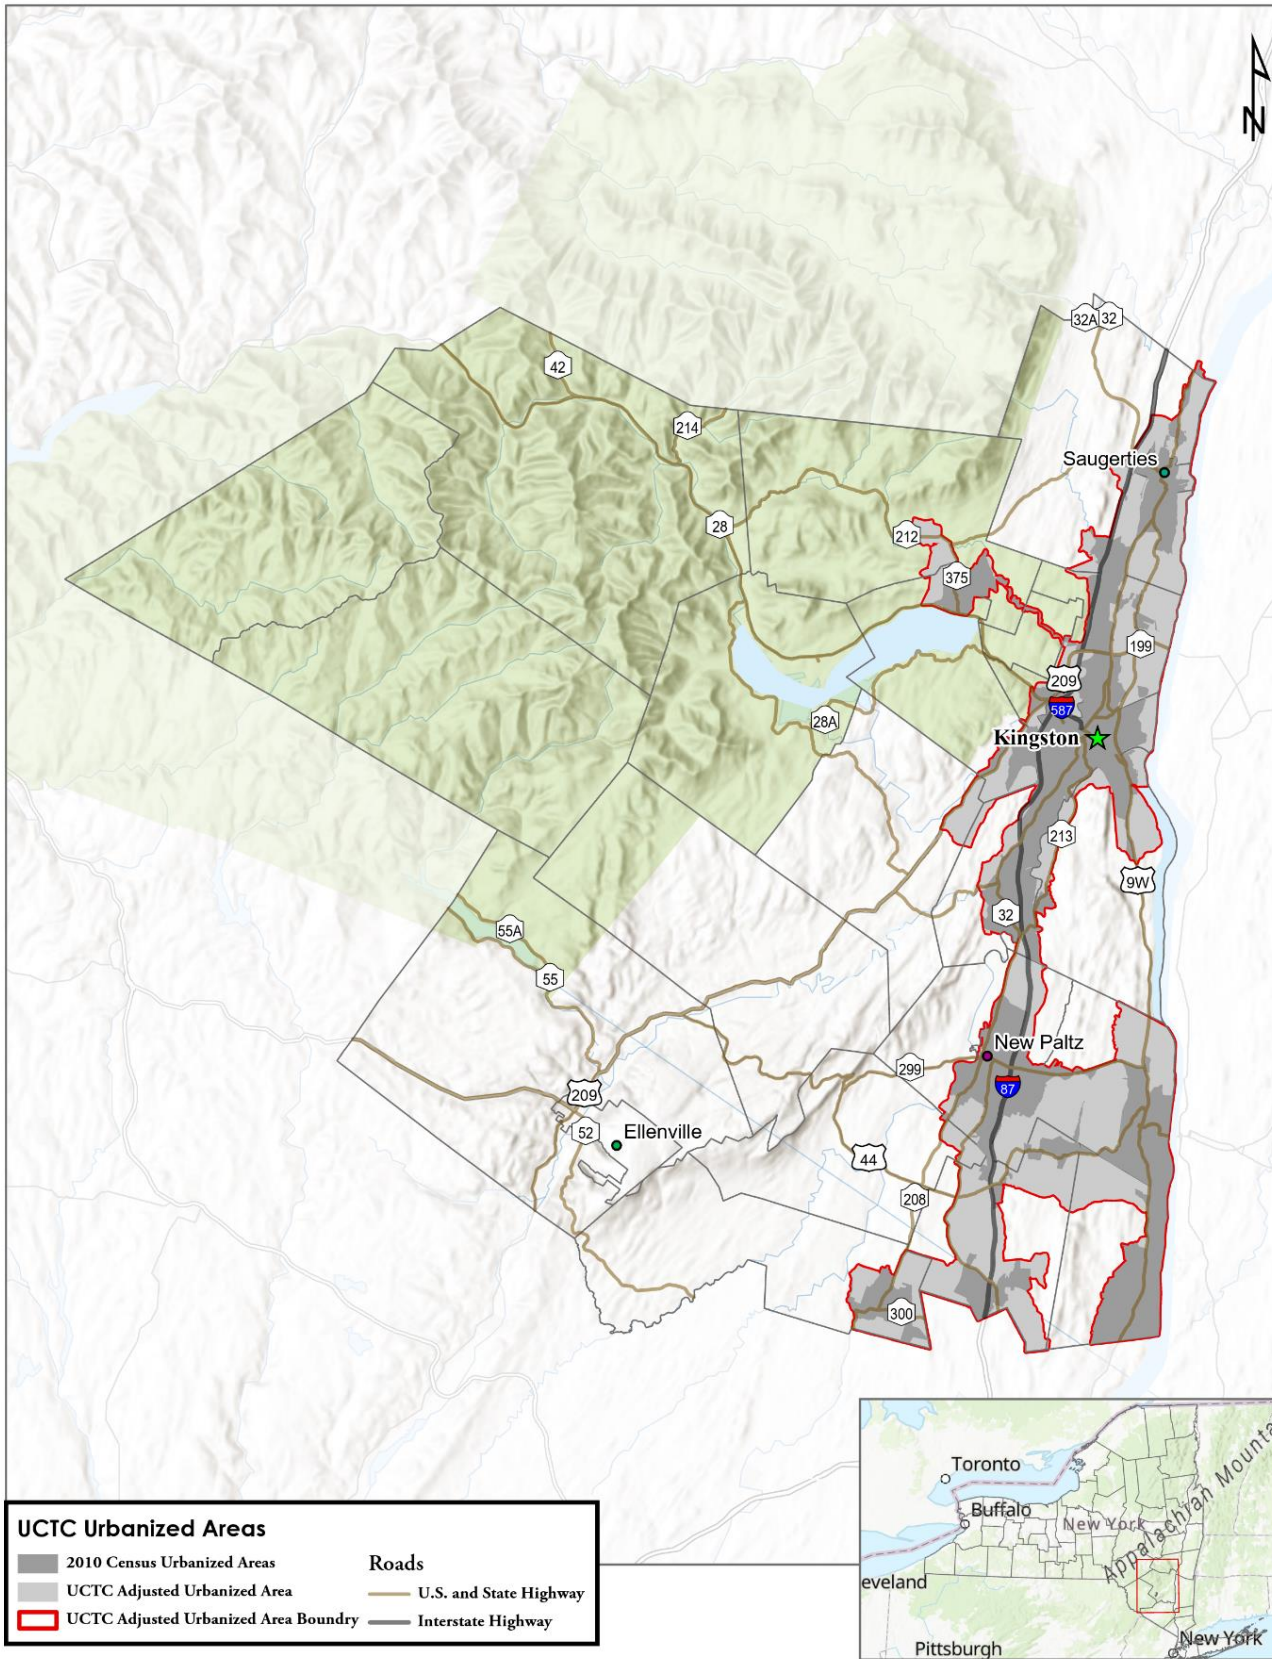 N
32A
32
42
214
Saugerties
28
212
375
199
209
587
28A
Kingston
213
9W
32
55A
55
New Paltz
299
87
209
52
Ellenville
44
208
300
Toronto
Buffalo
New York
Appalachian Mounta
eveland
Pittsburgh
New York
UCTC Urbanized Areas
2010 Census Urbanized Areas
UCTC Adjusted Urbanized Area
UCTC Adjusted Urbanized Area Boundry
Roads
U.S. and State Highway
Interstate Highway